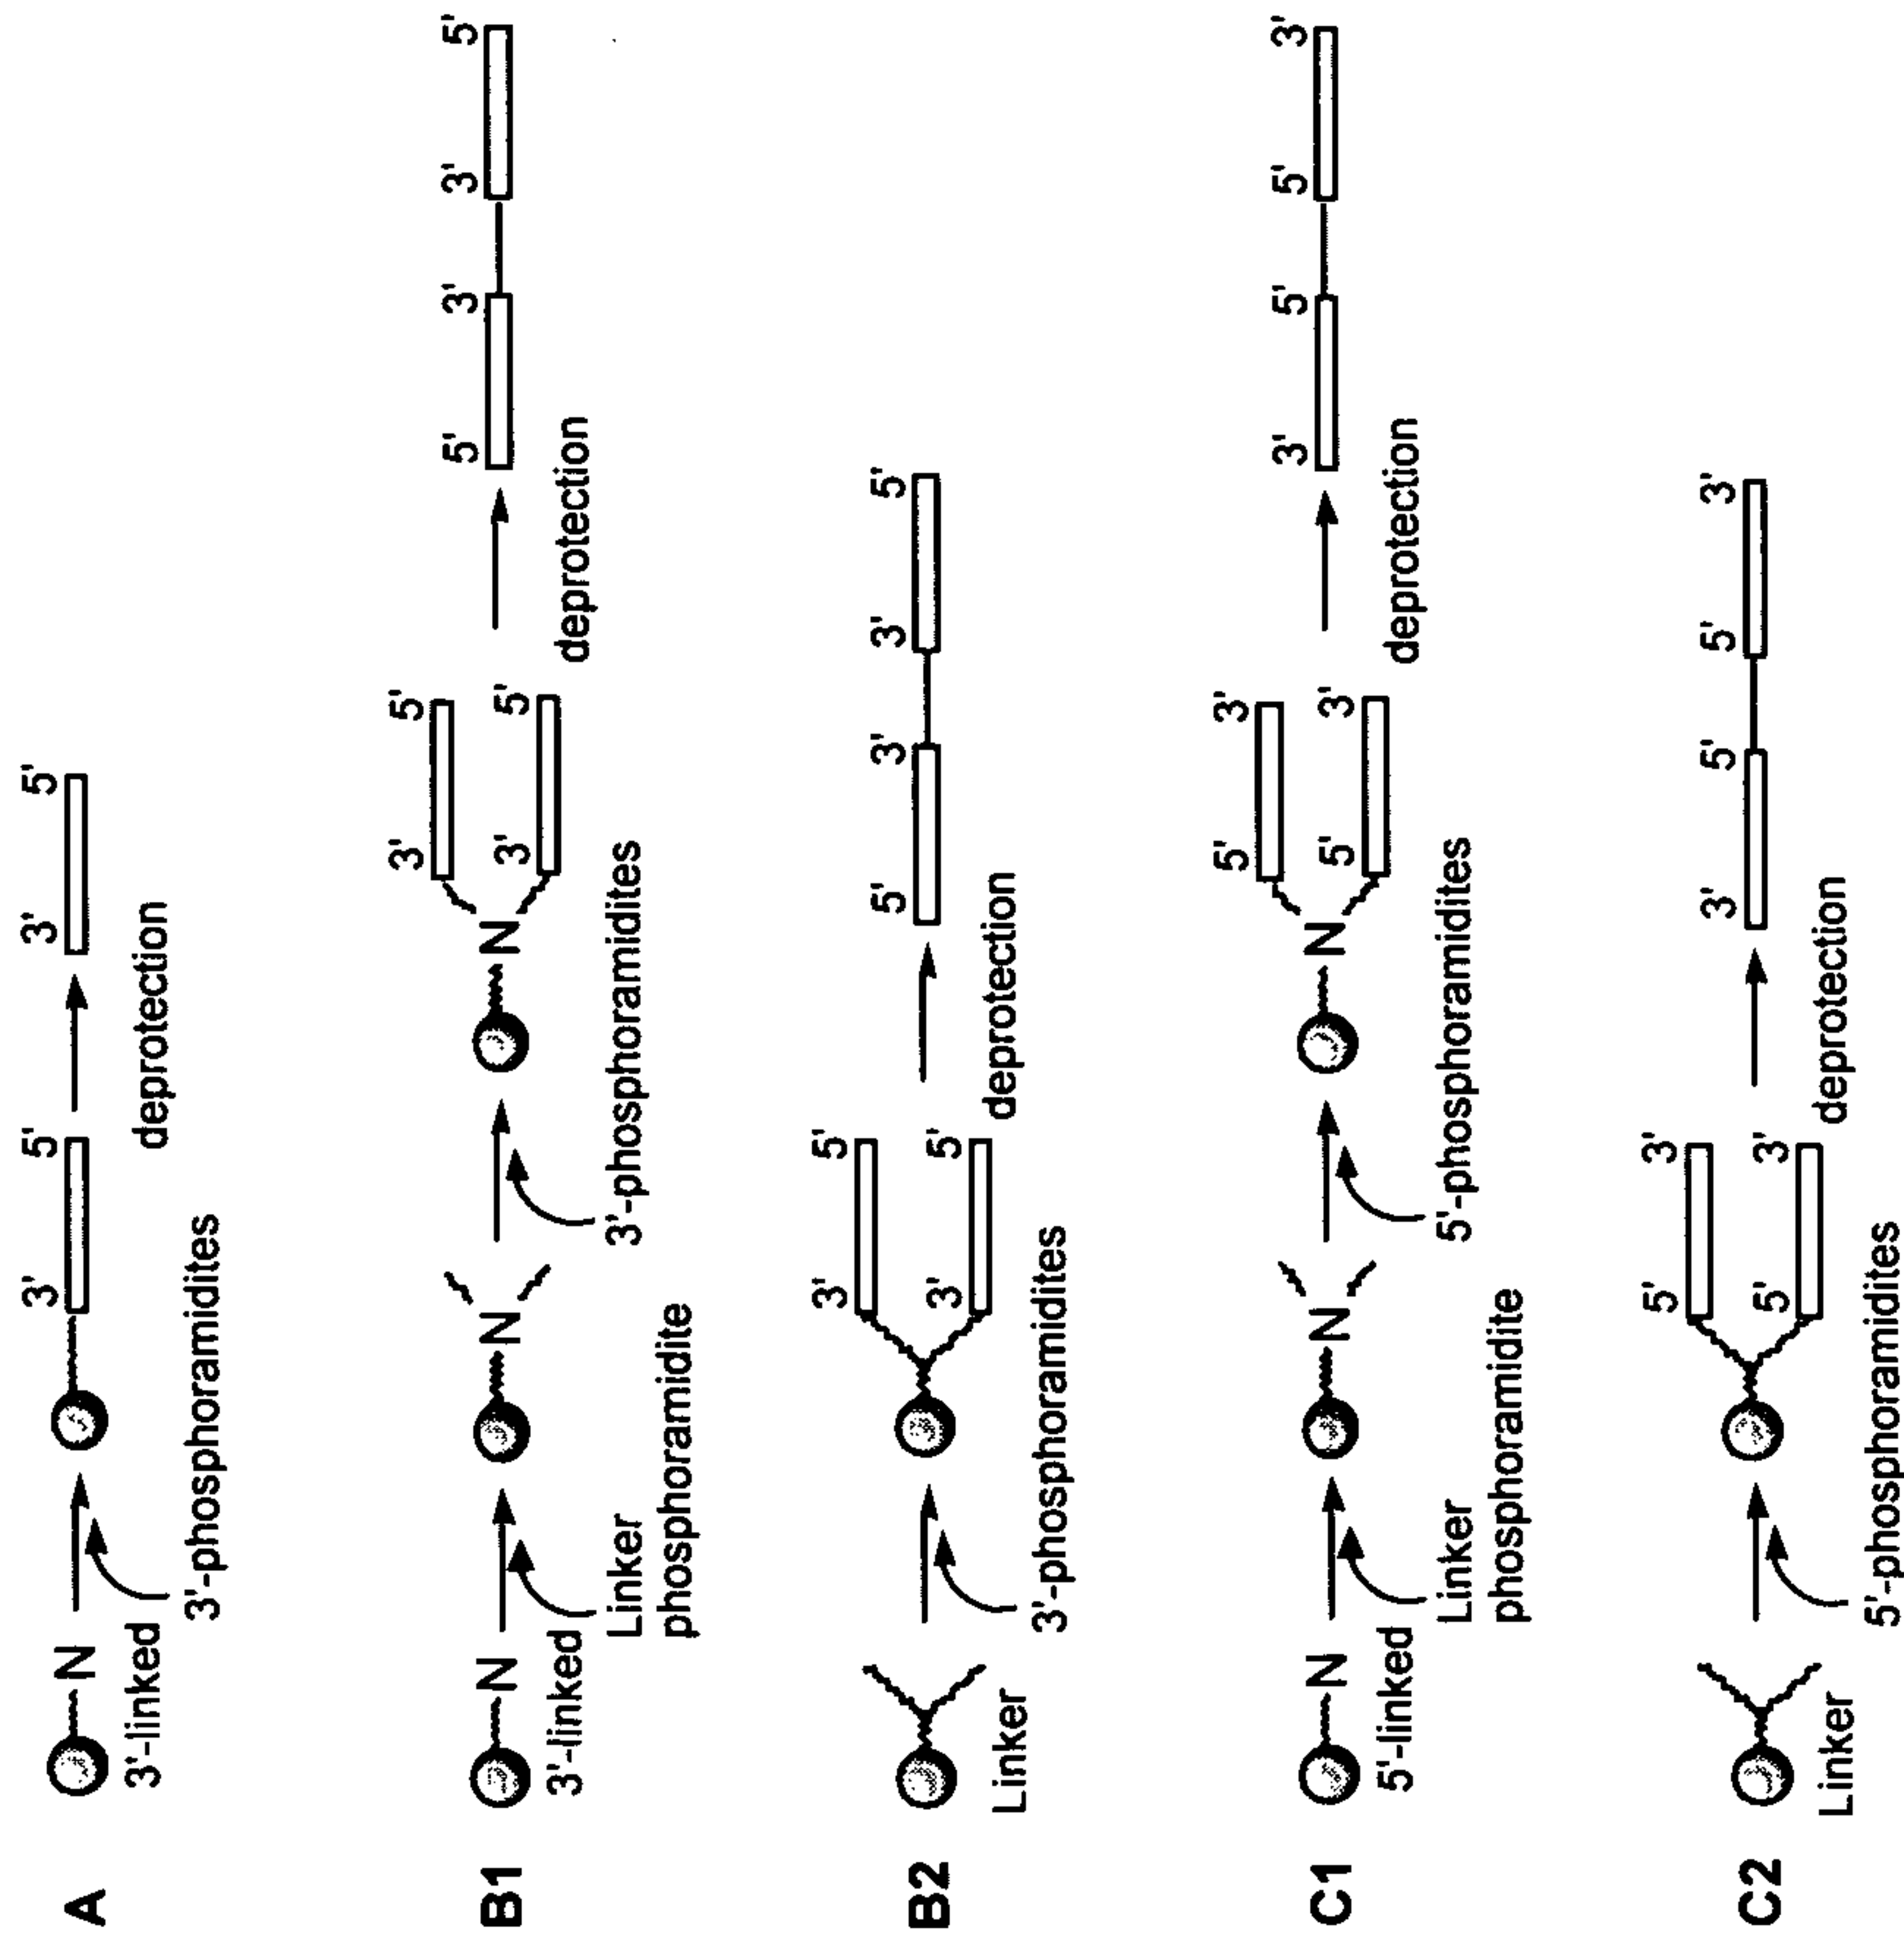 A
N
3'-linked
3'-phosphoramidites
3' 5'
deprotection
3' 5'
B1
N
3'-linked
Linker
phosphoramidite
N
3'-phosphoramidites
N
3' 5'
3' 5'
deprotection
5' 3' 3' 5'
B2
Linker
3'-phosphoramidites
3' 5'
3' 5'
deprotection
5' 3' 3' 5'
C1
N
5'-linked
Linker
phosphoramidite
N
5'-phosphoramidites
N
5' 3'
5' 3'
deprotection
3' 5' 5' 3'
C2
Linker
5'-phosphoramidites
5' 3'
5' 3'
deprotection
3' 5' 5' 3'